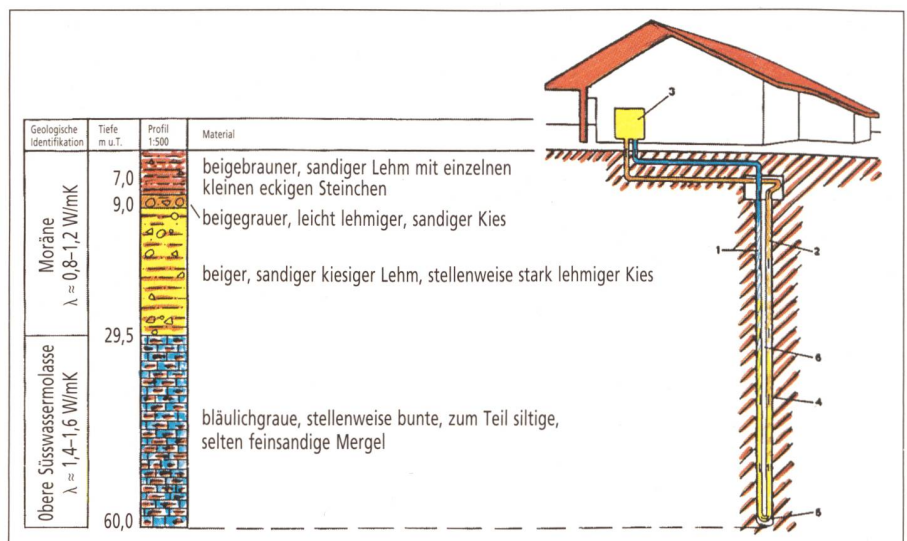 Geologische
Identifikation
Tiefe
m u.T.
Profil
1:500
Material
Moräne
λ ≈ 0,8–1,2 W/mK
7,0
beigebrauner, sandiger Lehm mit einzelnen
kleinen eckigen Steinchen
9,0
beigegrauer, leicht lehmiger, sandiger Kies
beiger, sandiger kiesiger Lehm, stellenweise stark lehmiger Kies
29,5
Obere Süsswassermolasse
λ ≈ 1,4–1,6 W/mK
bläulichgraue, stellenweise bunte, zum Teil siltige,
selten feinsandige Mergel
60,0
3
1
2
6
4
5